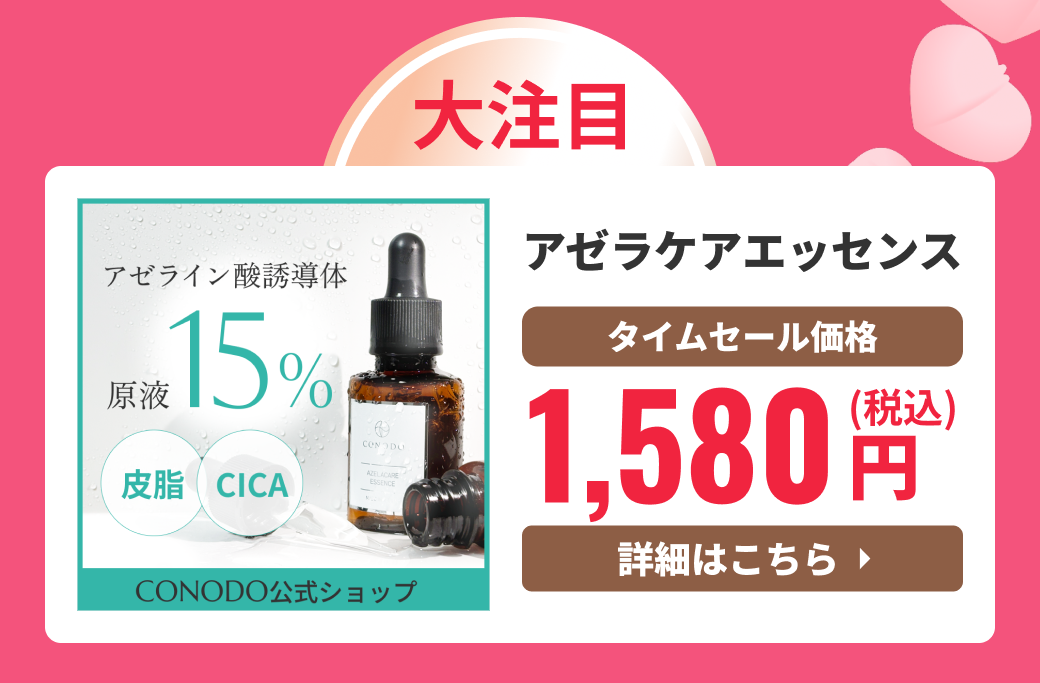 大注目
アゼライン酸誘導体
原液15%
皮脂
CICA
CONODO
AZELACARE
ESSENCE
CONODO公式ショップ
アゼラケアエッセンス
タイムセール価格
1,580円(税込)
詳細はこちら